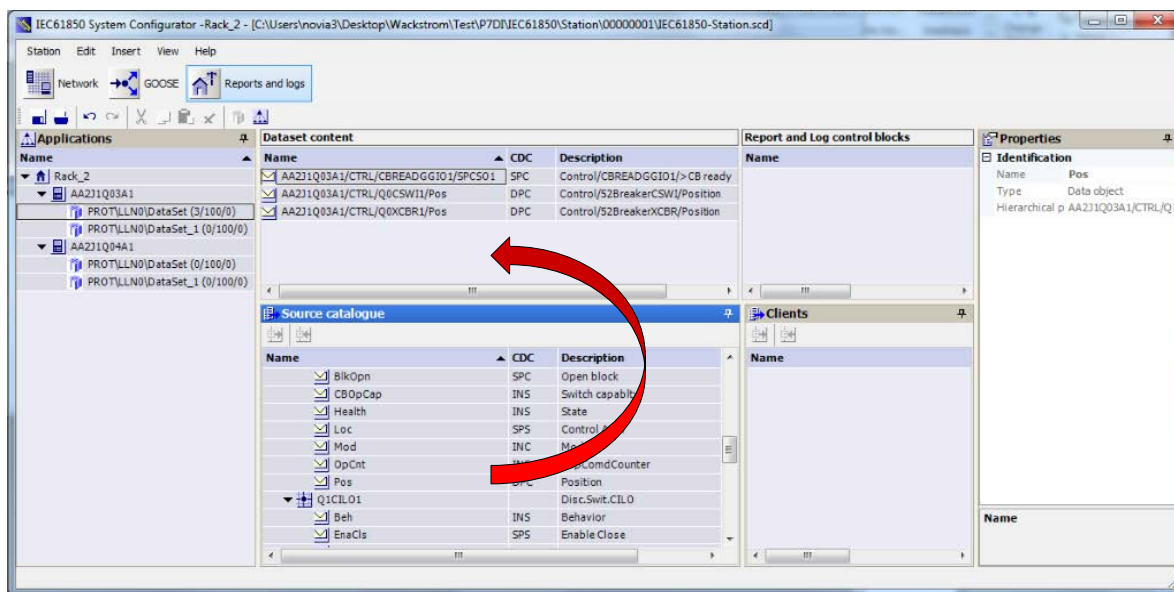 IEC61850 System Configurator -Rack_2 - [C:\Users\novia3\Desktop\Wackstrom\Test\P7DI\IEC61850\Station\00000001\IEC61850-Station.scd]
Station Edit Insert View Help
Network GOOSE Reports and logs
Applications
Name
Rack_2
AA2J1Q03A1
PROT\LLN0\DataSet (3/100/0)
PROT\LLN0\DataSet_1 (0/100/0)
AA2J1Q04A1
PROT\LLN0\DataSet (0/100/0)
PROT\LLN0\DataSet_1 (0/100/0)
Dataset content
Name CDC Description
AA2J1Q03A1/CTRL/CBREADGGIO1/SPCSO1 SPC Control/CBREADGGIO1/>CB ready
AA2J1Q03A1/CTRL/Q0CSWI1/Pos DPC Control/52BreakerCSWI/Position
AA2J1Q03A1/CTRL/Q0XCBR1/Pos DPC Control/52BreakerXCBR/Position
Source catalogue
Name CDC Description
BlkOpn SPC Open block
CBOpCap INS Switch
Health INS State
Loc SPS Control
Mod INC
OpCnt
Pos Position
Q1CILO1 Disc.Swit.CILO
Beh INS Behavior
EnaCls SPS Enable Close
Report and Log control blocks
Name
Clients
Name
Properties
Identification
Name Pos
Type Data object
Hierarchical p AA2J1Q03A1/CTRL/Q
Name